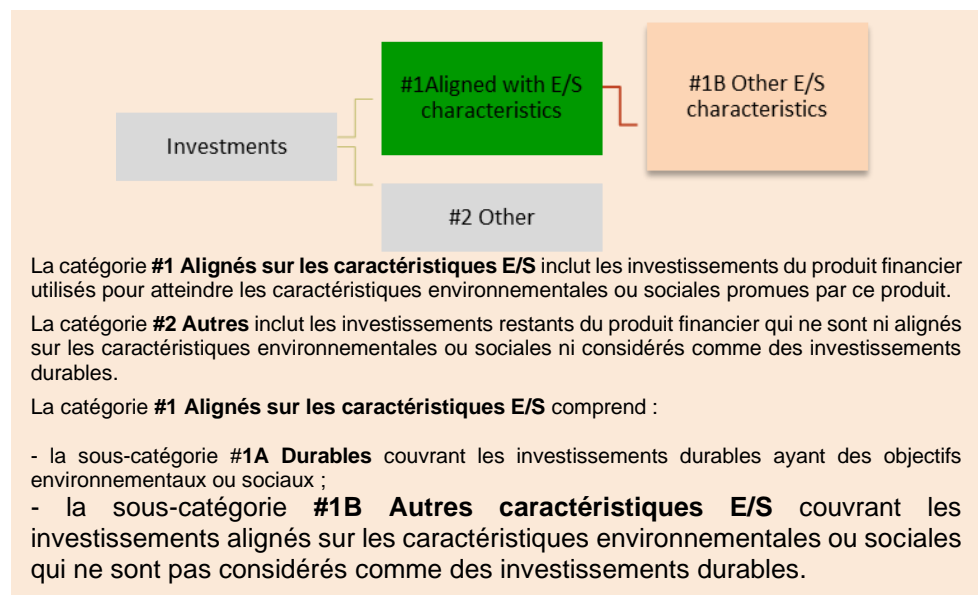 #1Aligned with E/S
characteristics
#1B Other E/S
characteristics
Investments
#2 Other
La catégorie #1 Alignés sur les caractéristiques E/S inclut les investissements du produit financier
utilisés pour atteindre les caractéristiques environnementales ou sociales promues par ce produit.
La catégorie #2 Autres inclut les investissements restants du produit financier qui ne sont ni alignés
sur les caractéristiques environnementales ou sociales ni considérés comme des investissements
durables.
La catégorie #1 Alignés sur les caractéristiques E/S comprend :
- la sous-catégorie #1A Durables couvrant les investissements durables ayant des objectifs
environnementaux ou sociaux ;
- la sous-catégorie #1B Autres caractéristiques E/S couvrant les
investissements alignés sur les caractéristiques environnementales ou sociales
qui ne sont pas considérés comme des investissements durables.